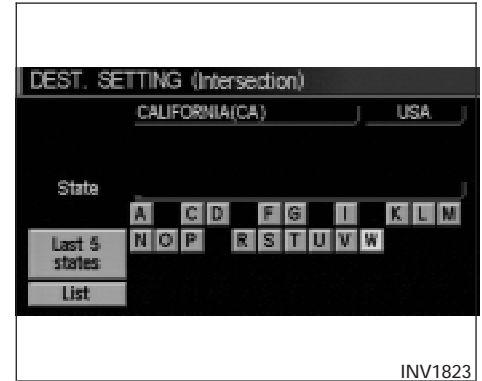 DEST. SETTING (Intersection)
CALIFORNIA(CA) USA
State
A C D F G I K L M
N O P R S T U V W
Last 5
states
List
INV1823